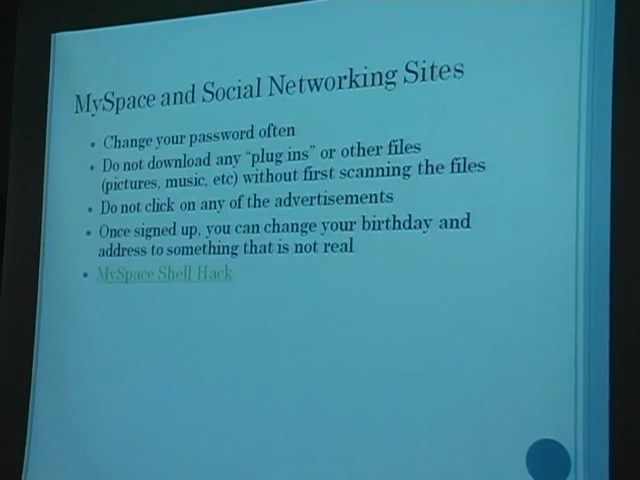 MySpace and Social Networking Sites
• Change your password often
• Do not download any "plug ins" or other files
(pictures, music, etc) without first scanning the files
• Do not click on any of the advertisements
• Once signed up, you can change your birthday and
address to something that is not real
• MySpace Shell Hack